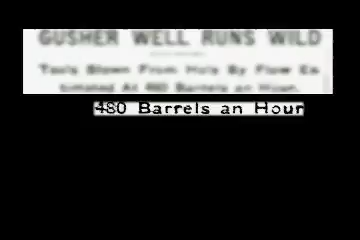 GUSHER WELL RUNS WILD
Tools Blown From Hole By Flow Es
timated At 480 Barrels an Hour.
480 Barrels an Hour